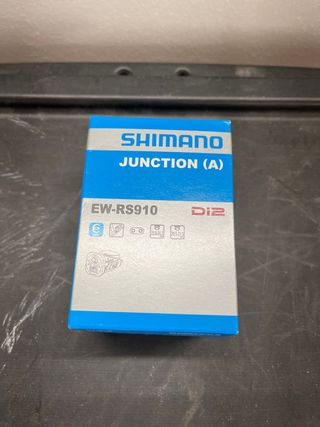 SHIMANO
JUNCTION (A)
EW-RS910 Di2